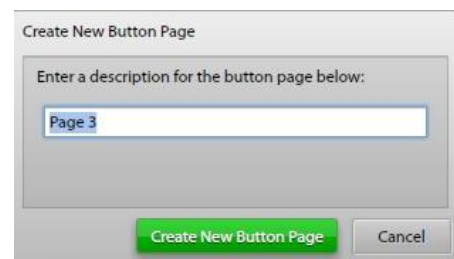 Create New Button Page
Enter a description for the button page below:
Page 3
Create New Button Page
Cancel